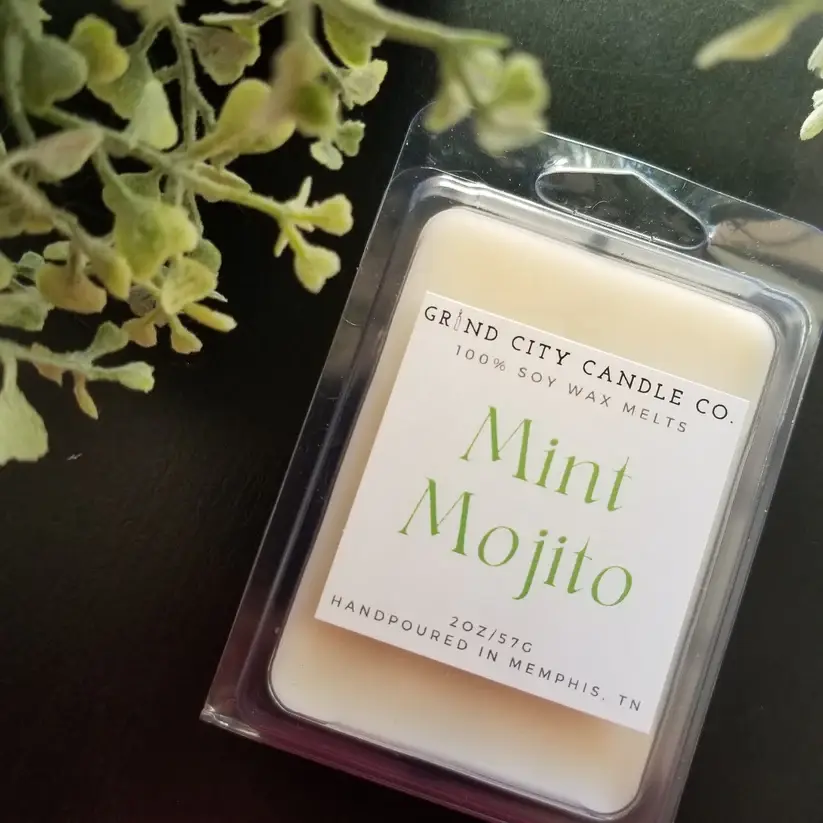 GRIND CITY CANDLE CO.
100% SOY WAX MELTS
Mint
Mojito
2OZ/57G
HANDPOURED IN MEMPHIS, TN